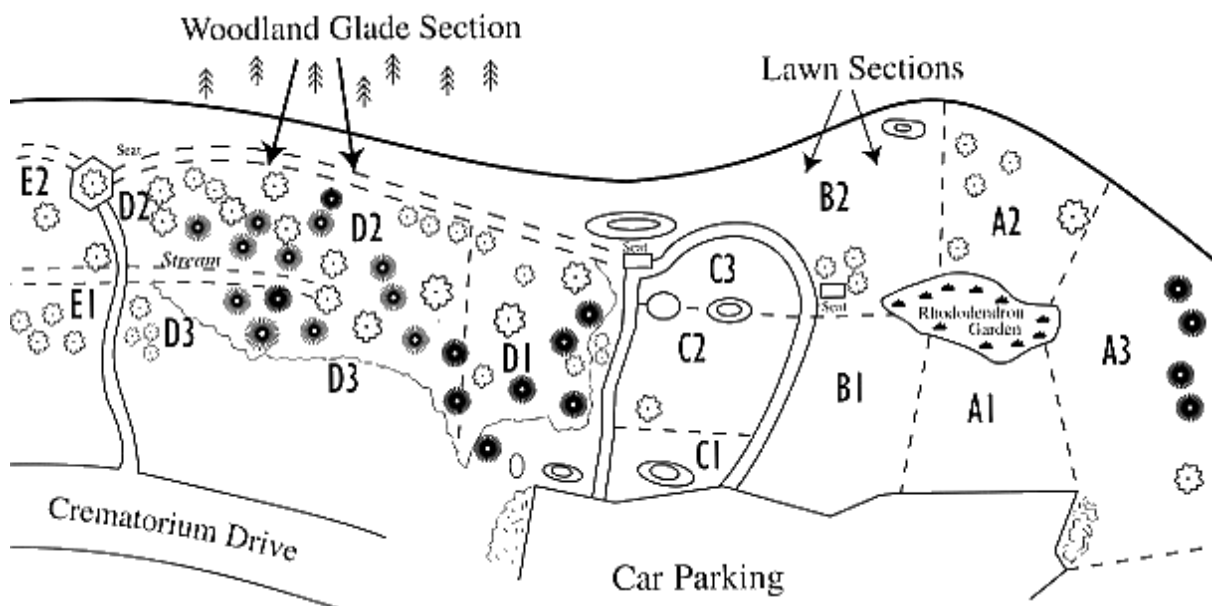 Woodland Glade Section
Lawn Sections
Seat
E2
D2
D2
B2
A2
Stream
Seat
C3
Seat
Rhododendron
Garden
E1
D3
D3
D1
C2
B1
A1
A3
C1
Crematorium Drive
Car Parking